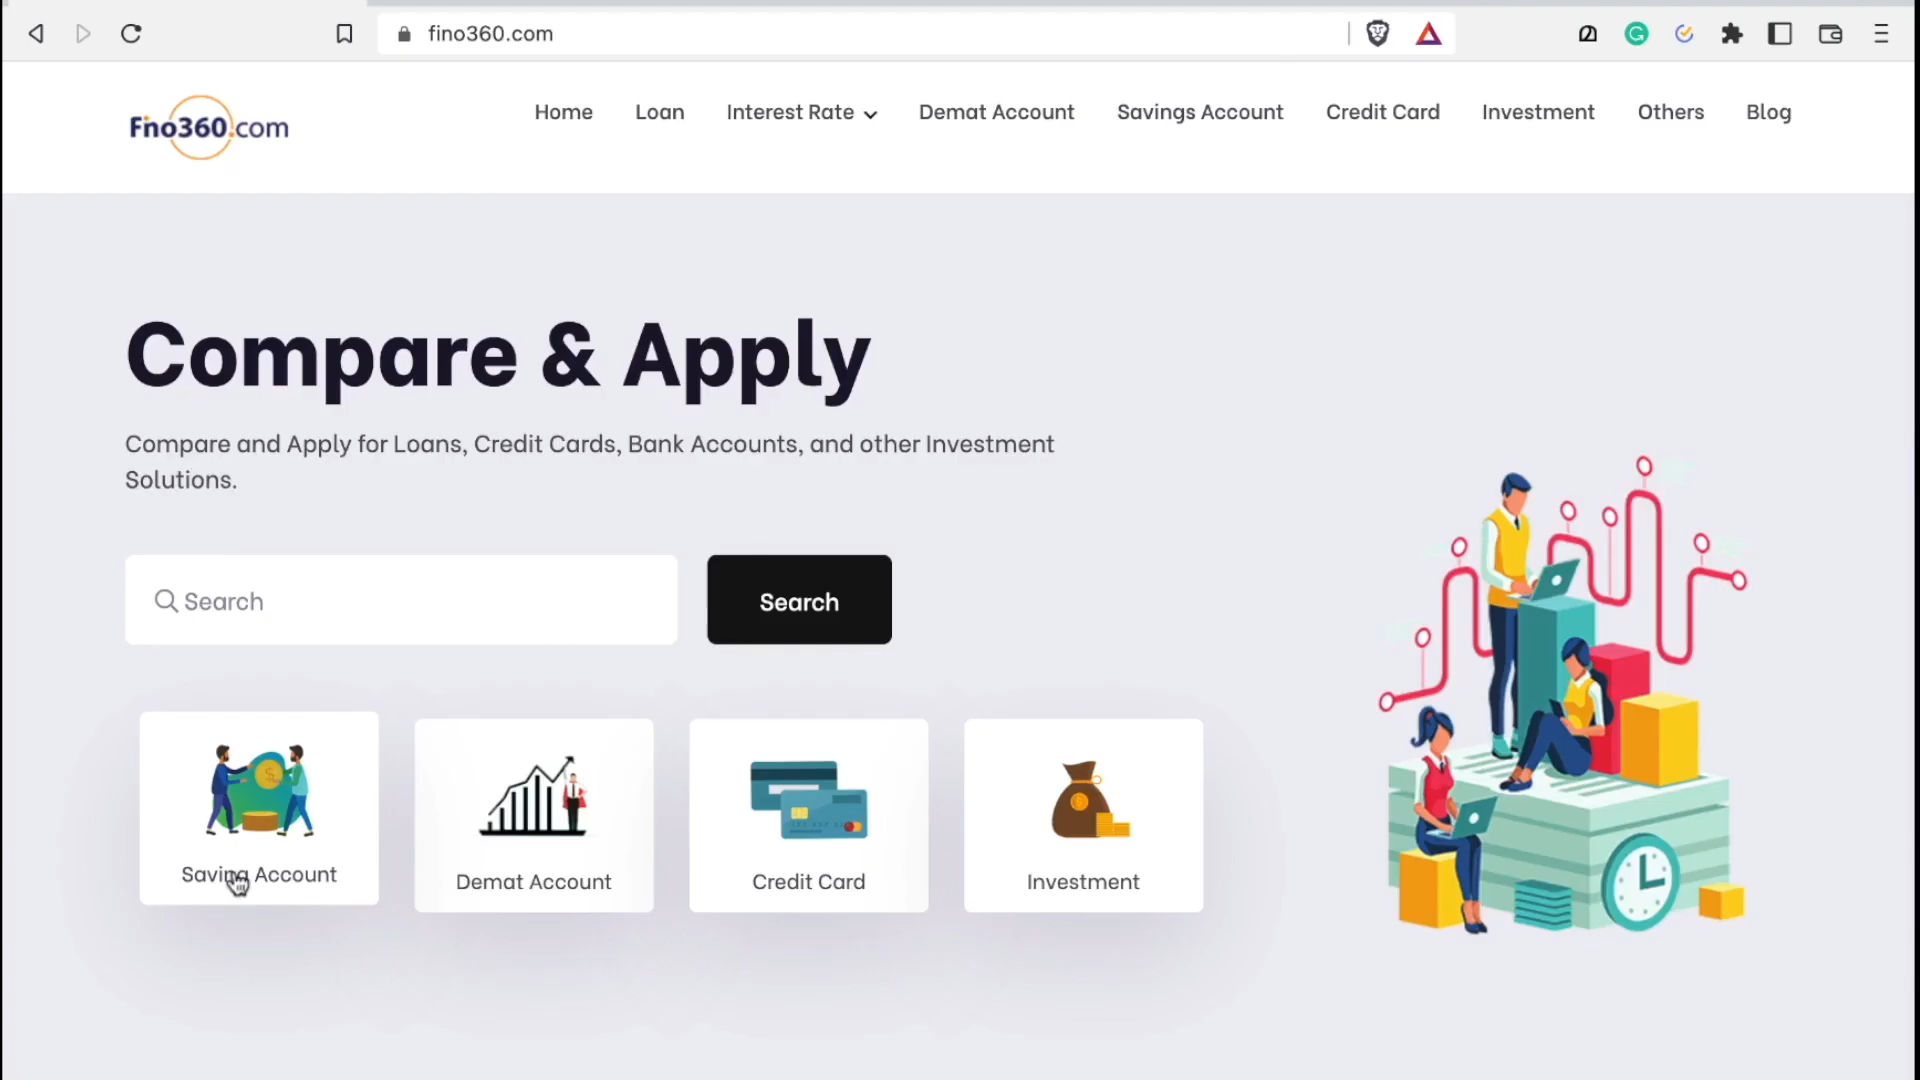 fino360.com
Fino360.com
Home
Loan
Interest Rate
Demat Account
Savings Account
Credit Card
Investment
Others
Blog
Compare & Apply
Compare and Apply for Loans, Credit Cards, Bank Accounts, and other Investment
Solutions.
Search
Search
Saving Account
Demat Account
Credit Card
Investment